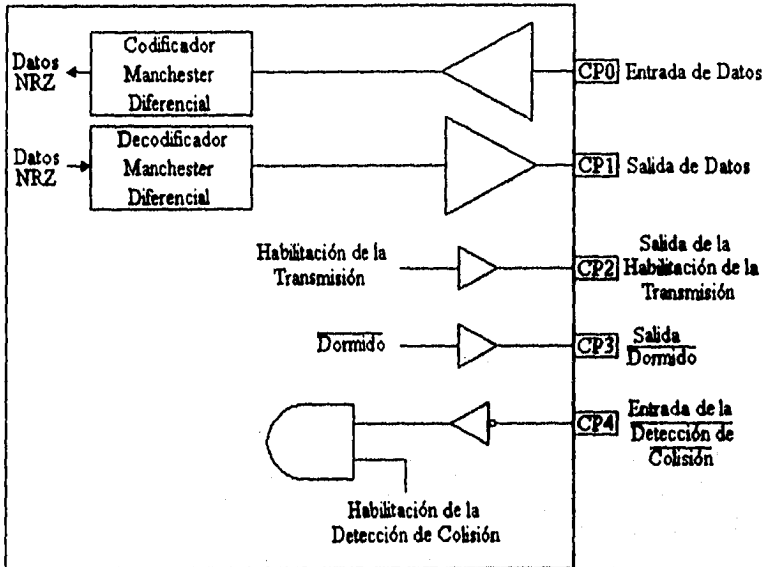 Codificador
Manchester
Diferencial
Datos
NRZ
CP0 Entrada de Datos
Decodificador
Manchester
Diferencial
Datos
NRZ
CP1 Salida de Datos
Habilitación de la
Transmisión
CP2
Salida de la
Habilitación de la
Transmisión
Dormido
CP3
Salida
Dormido
CP4
Entrada de la
Detección de
Colisión
Habilitación de la
Detección de Colisión